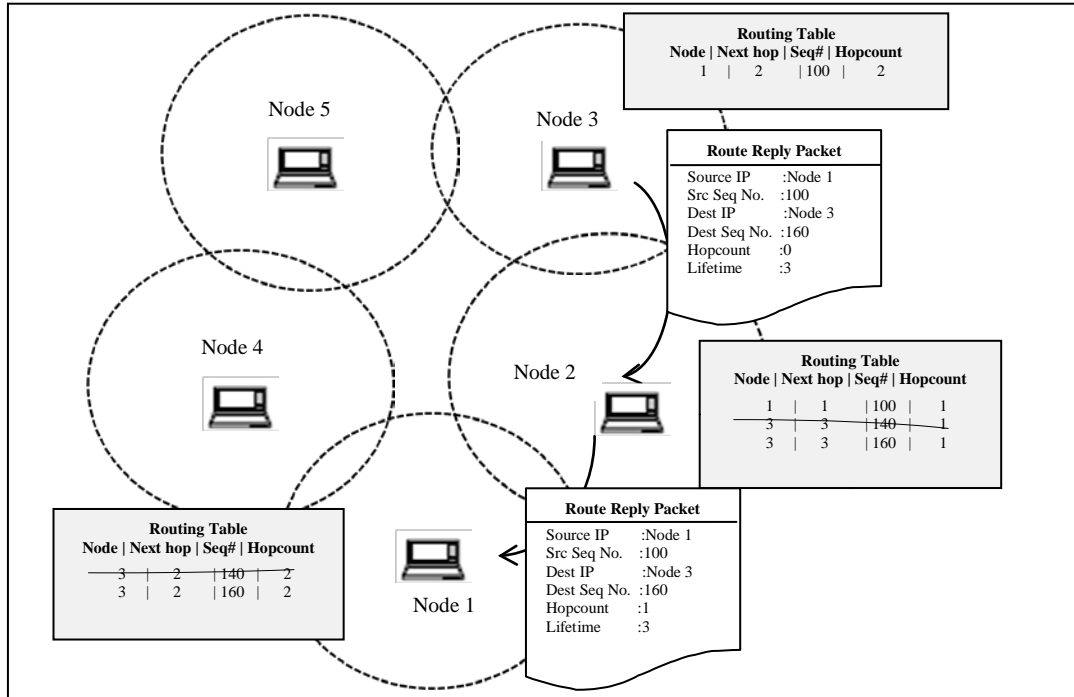 Routing Table
Node | Next hop | Seq# | Hopcount
1 | 2 |100 | 2
Node 5
Node 3
Route Reply Packet
Source IP :Node 1
Src Seq No. :100
Dest IP :Node 3
Dest Seq No. :160
Hopcount :0
Lifetime :3
Node 4
Node 2
Routing Table
Node | Next hop | Seq# | Hopcount
1 | 1 |100 | 1
3 | 3 |140 | 1
3 | 3 |160 | 1
Routing Table
Node | Next hop | Seq# | Hopcount
3 | 2 |140 | 2
3 | 2 |160 | 2
Node 1
Route Reply Packet
Source IP :Node 1
Src Seq No. :100
Dest IP :Node 3
Dest Seq No. :160
Hopcount :1
Lifetime :3